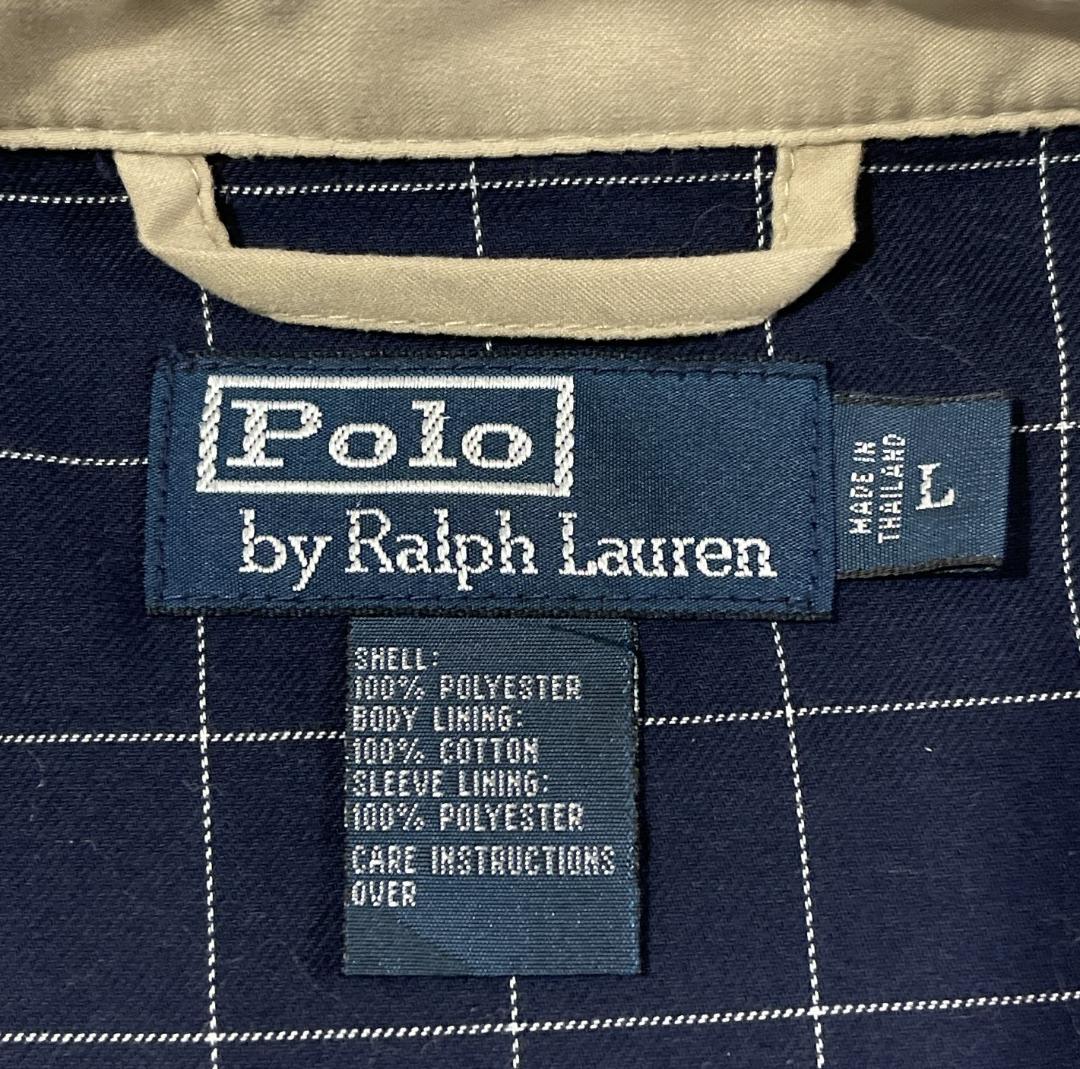 Polo
by Ralph Lauren
MADE IN
THAILAND
L
SHELL:
100% POLYESTER
BODY LINING:
100% COTTON
SLEEVE LINING:
100% POLYESTER
CARE INSTRUCTIONS
OVER